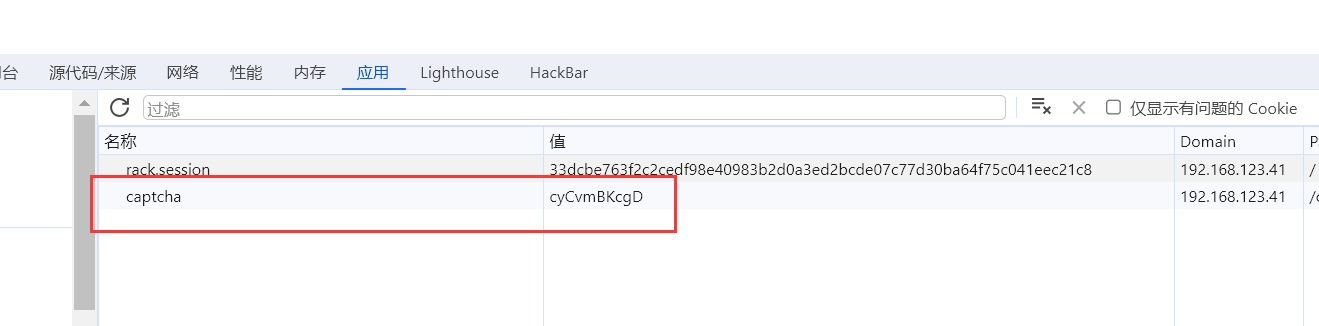 源代码/来源 网络 性能 内存 应用 Lighthouse HackBar
过滤 仅显示有问题的 Cookie
名称 值 Domain
rack.session 33dcbe763f2c2cedf98e40983b2d0a3ed2bcde07c77d30ba64f75c041eec21c8 192.168.123.41 /
captcha cyCvmBKcgD 192.168.123.41